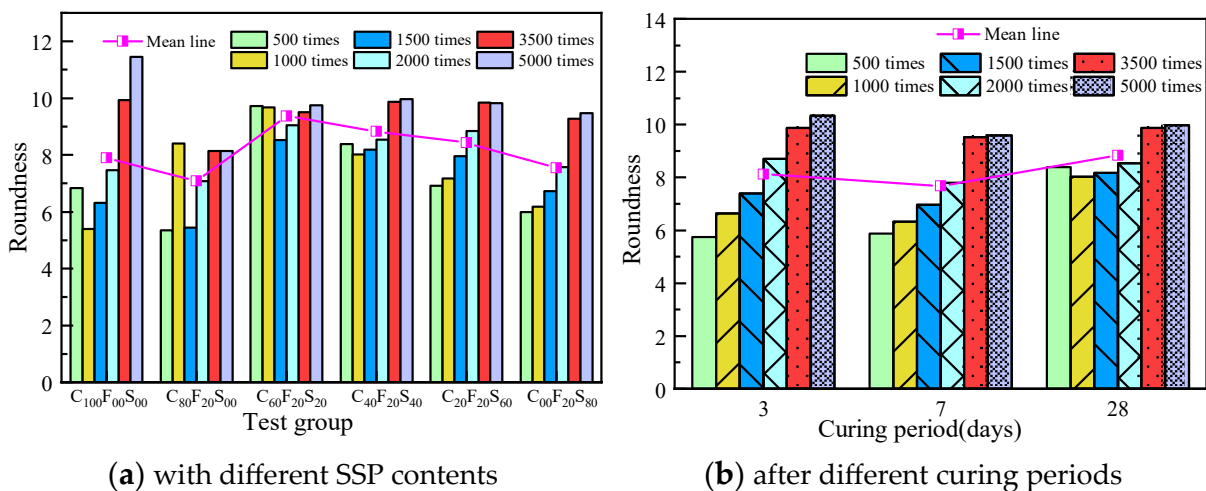 12
10
8
6
4
2
0
Roundness
Mean line
500 times
1000 times
1500 times
2000 times
3500 times
5000 times
C₁₀₀F₀₀S₀₀ C₈₀F₂₀S₀₀ C₆₀F₂₀S₂₀ C₄₀F₂₀S₄₀ C₂₀F₂₀S₆₀ C₀₀F₂₀S₈₀
Test group
(a) with different SSP contents
14
12
10
8
6
4
2
0
Roundness
Mean line
500 times
1000 times
1500 times
2000 times
3500 times
5000 times
3 7 28
Curing period(days)
(b) after different curing periods